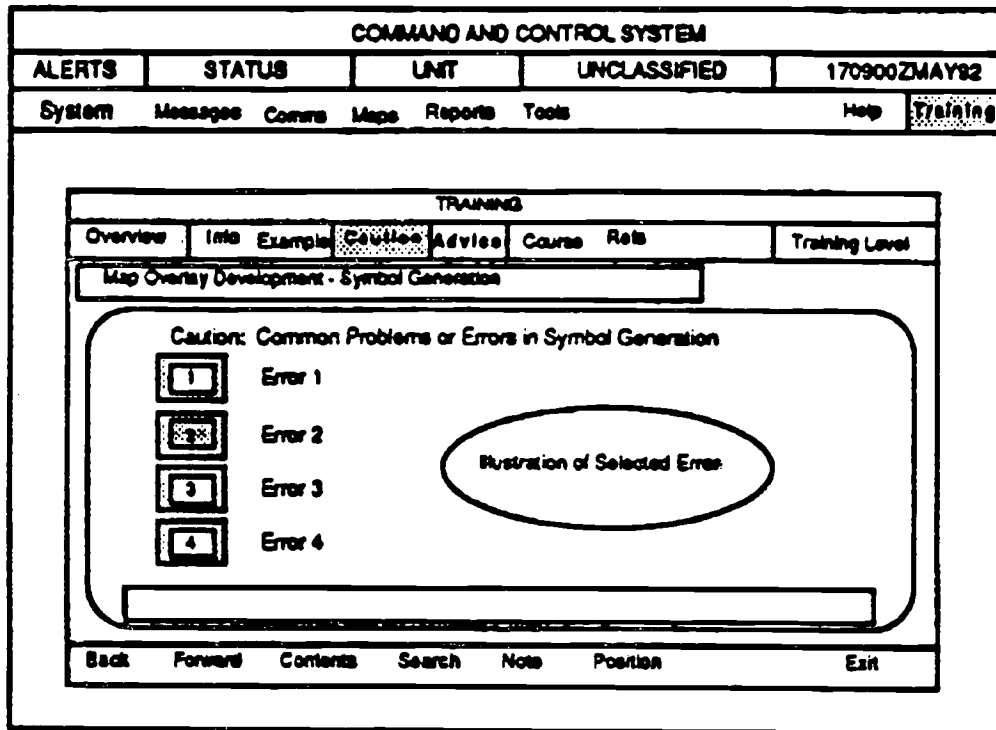 COMMAND AND CONTROL SYSTEM
ALERTS STATUS UNIT UNCLASSIFIED 170900ZMAY92
System Messages Comms Maps Reports Tools Help Training
TRAINING
Overview Info Example Caution Advice Course Refs Training Level
Map Overlay Development - Symbol Generation
Caution: Common Problems or Errors in Symbol Generation
1 Error 1
2 Error 2
Illustration of Selected Error
3 Error 3
4 Error 4
Back Forward Contents Search Note Position Exit